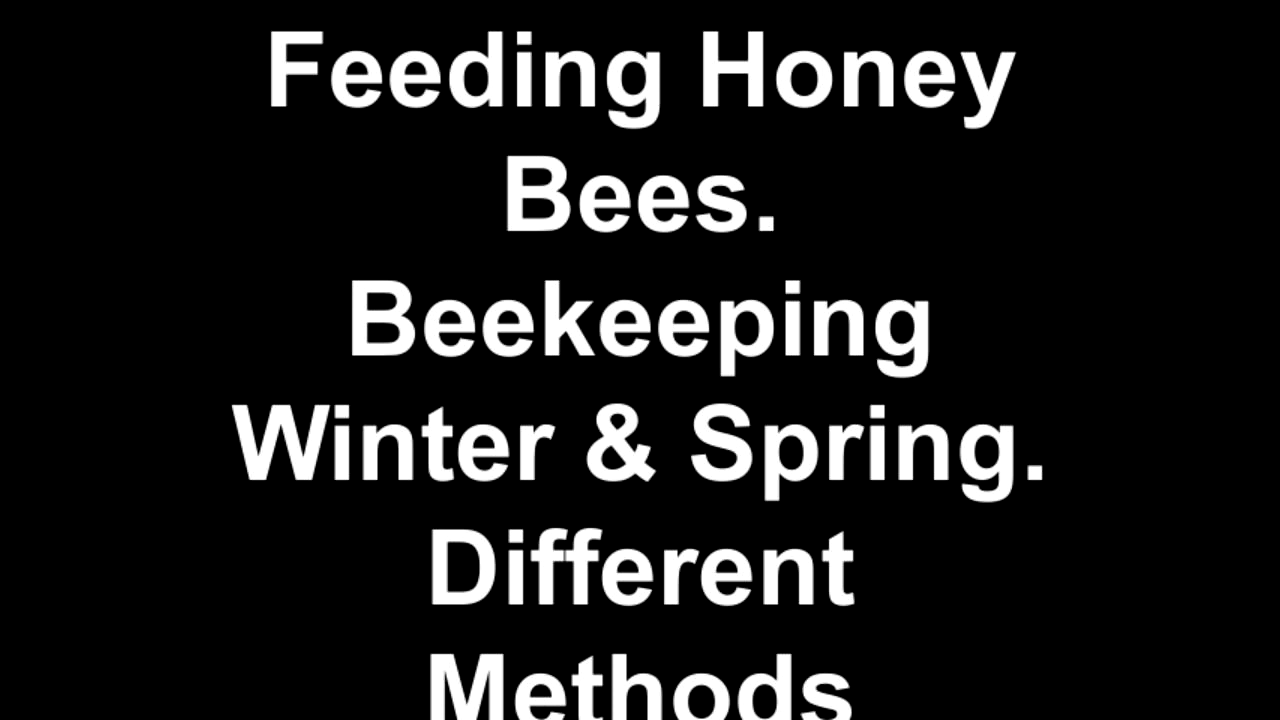 Feeding Honey
Bees.
Beekeeping
Winter & Spring.
Different
Methods